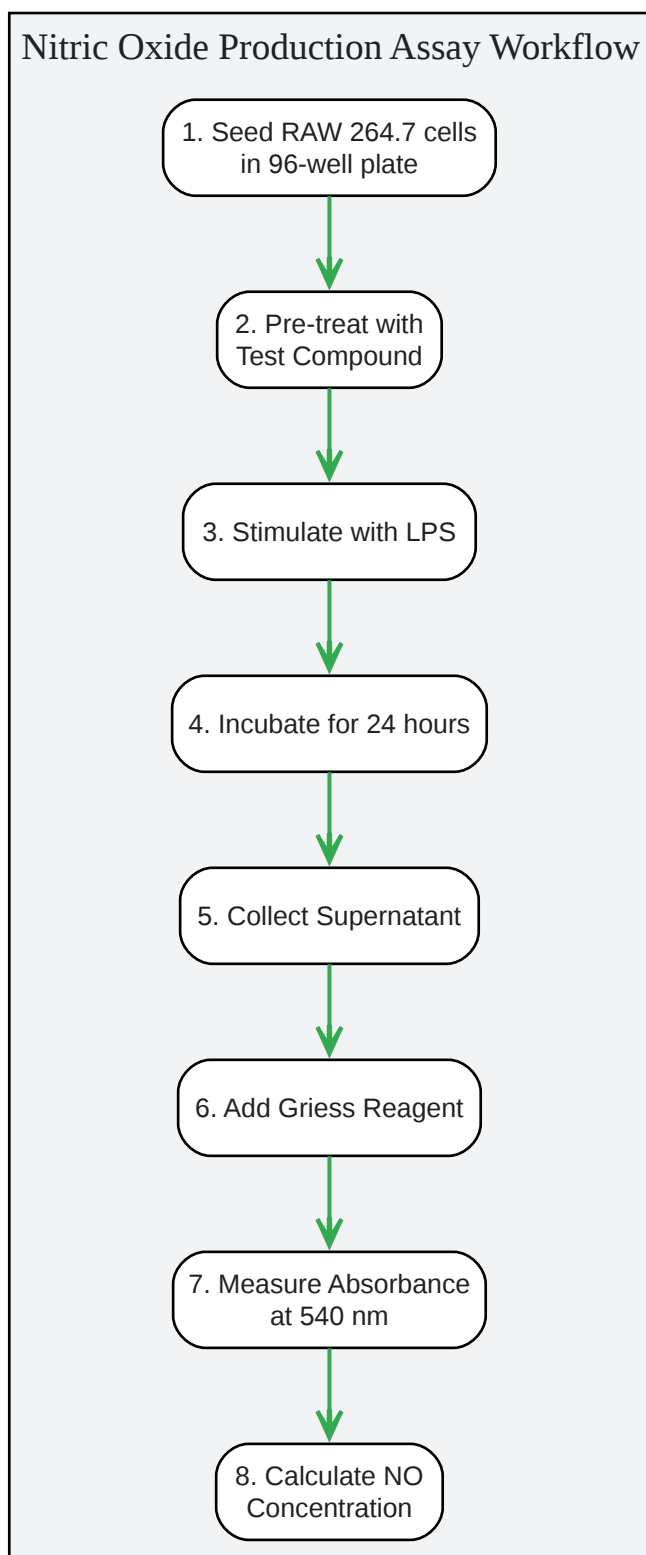 Nitric Oxide Production Assay Workflow
1. Seed RAW 264.7 cells
in 96-well plate
2. Pre-treat with
Test Compound
3. Stimulate with LPS
4. Incubate for 24 hours
5. Collect Supernatant
6. Add Griess Reagent
7. Measure Absorbance
at 540 nm
8. Calculate NO
Concentration